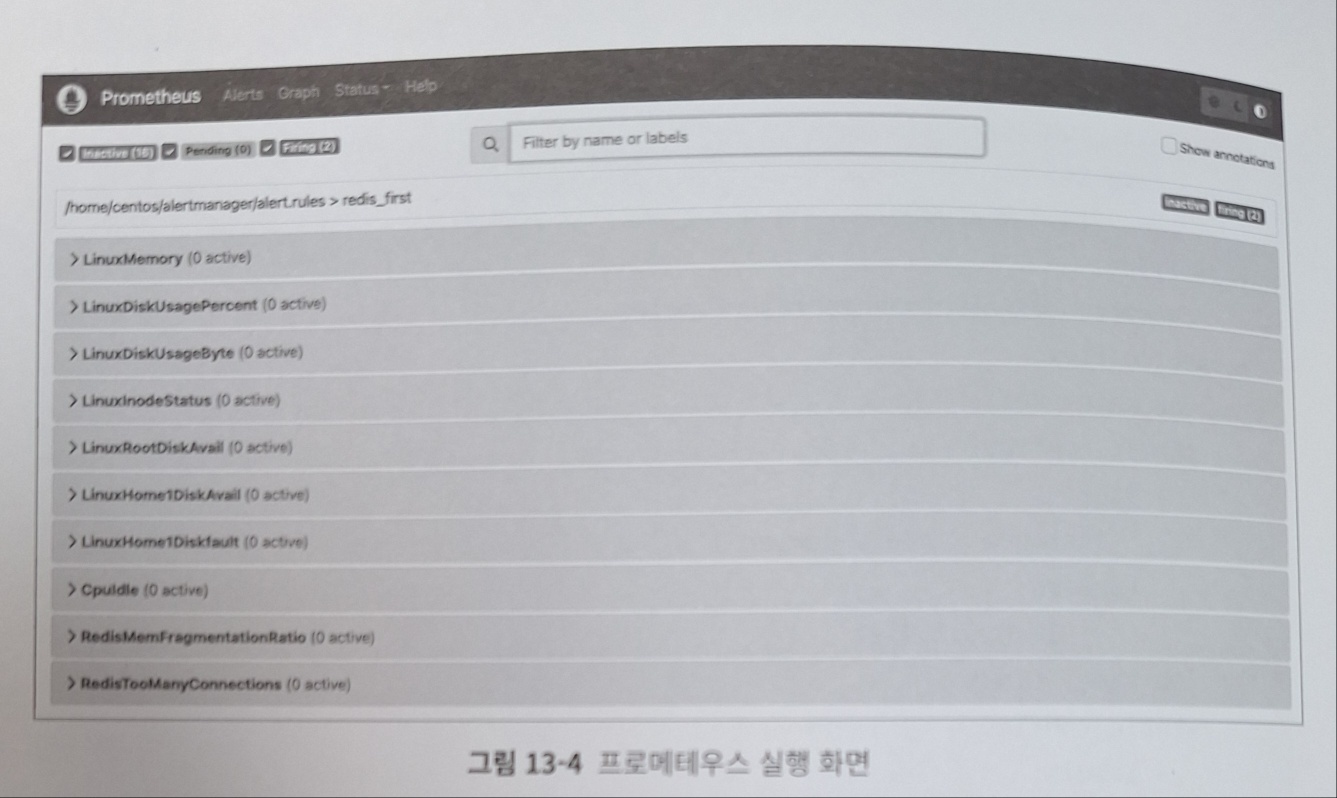 Prometheus Alerts Graph Status Help
Inactive (16) Pending (0) Firing (2)
Filter by name or labels
Show annotations
/home/centos/alertmanager/alert.rules > redis_first
inactive firing (2)
LinuxMemory (0 active)
LinuxDiskUsagePercent (0 active)
LinuxDiskUsageByte (0 active)
LinuxInodeStatus (0 active)
LinuxRootDiskAvail (0 active)
LinuxHome1DiskAvail (0 active)
LinuxHome1Diskfault (0 active)
CpuIdle (0 active)
RedisMemFragmentationRatio (0 active)
RedisTooManyConnections (0 active)
그림 13-4 프로메테우스 실행 화면